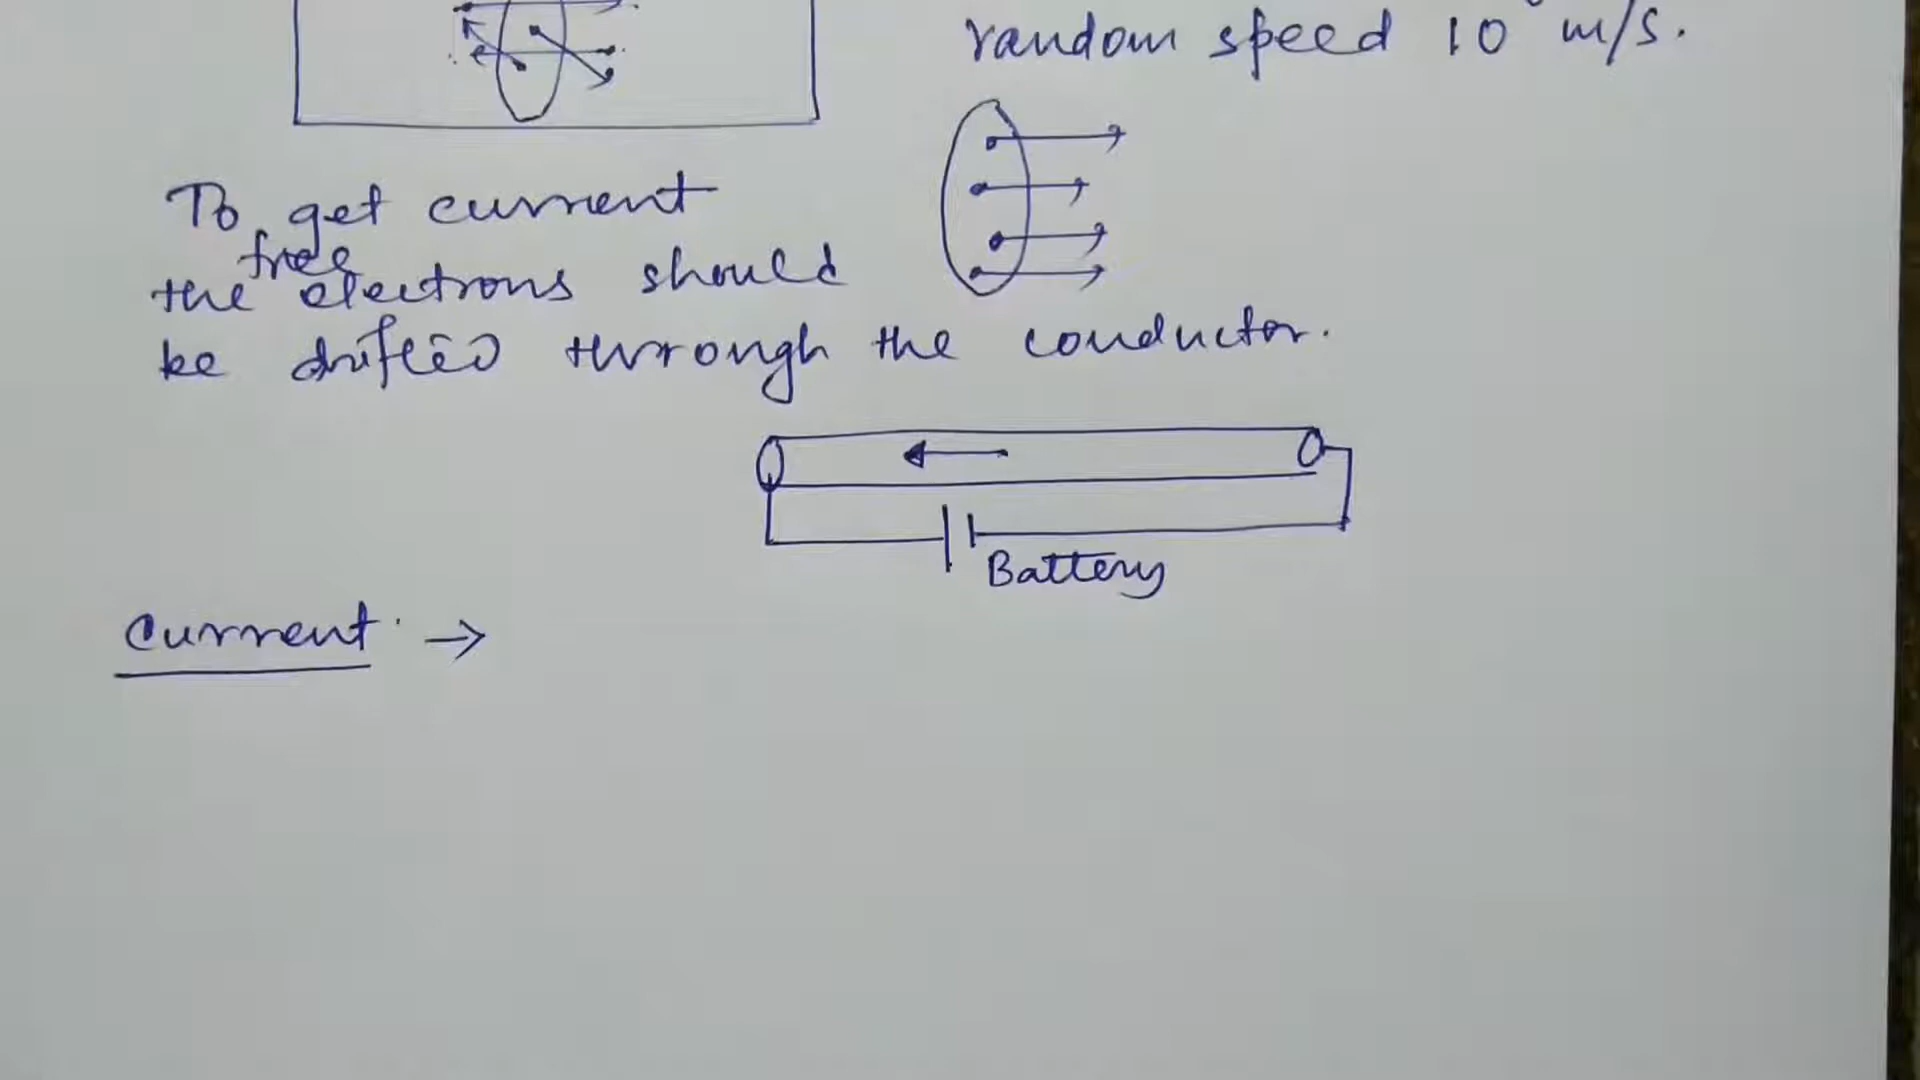 random speed 10 m/s.
To get current
free
the electrons should
be drifted through the conductor.
Battery
Current →